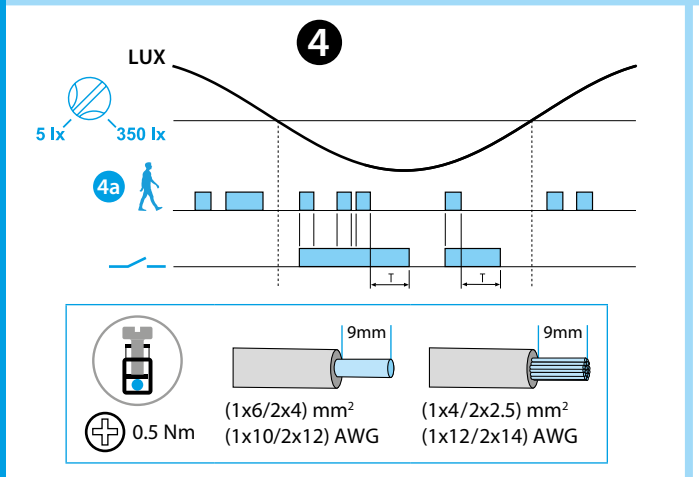 4
LUX
5 lx 350 lx
4a
T T
9mm 9mm
(1x6/2x4) mm² (1x4/2x2.5) mm²
0.5 Nm (1x10/2x12) AWG (1x12/2x14) AWG